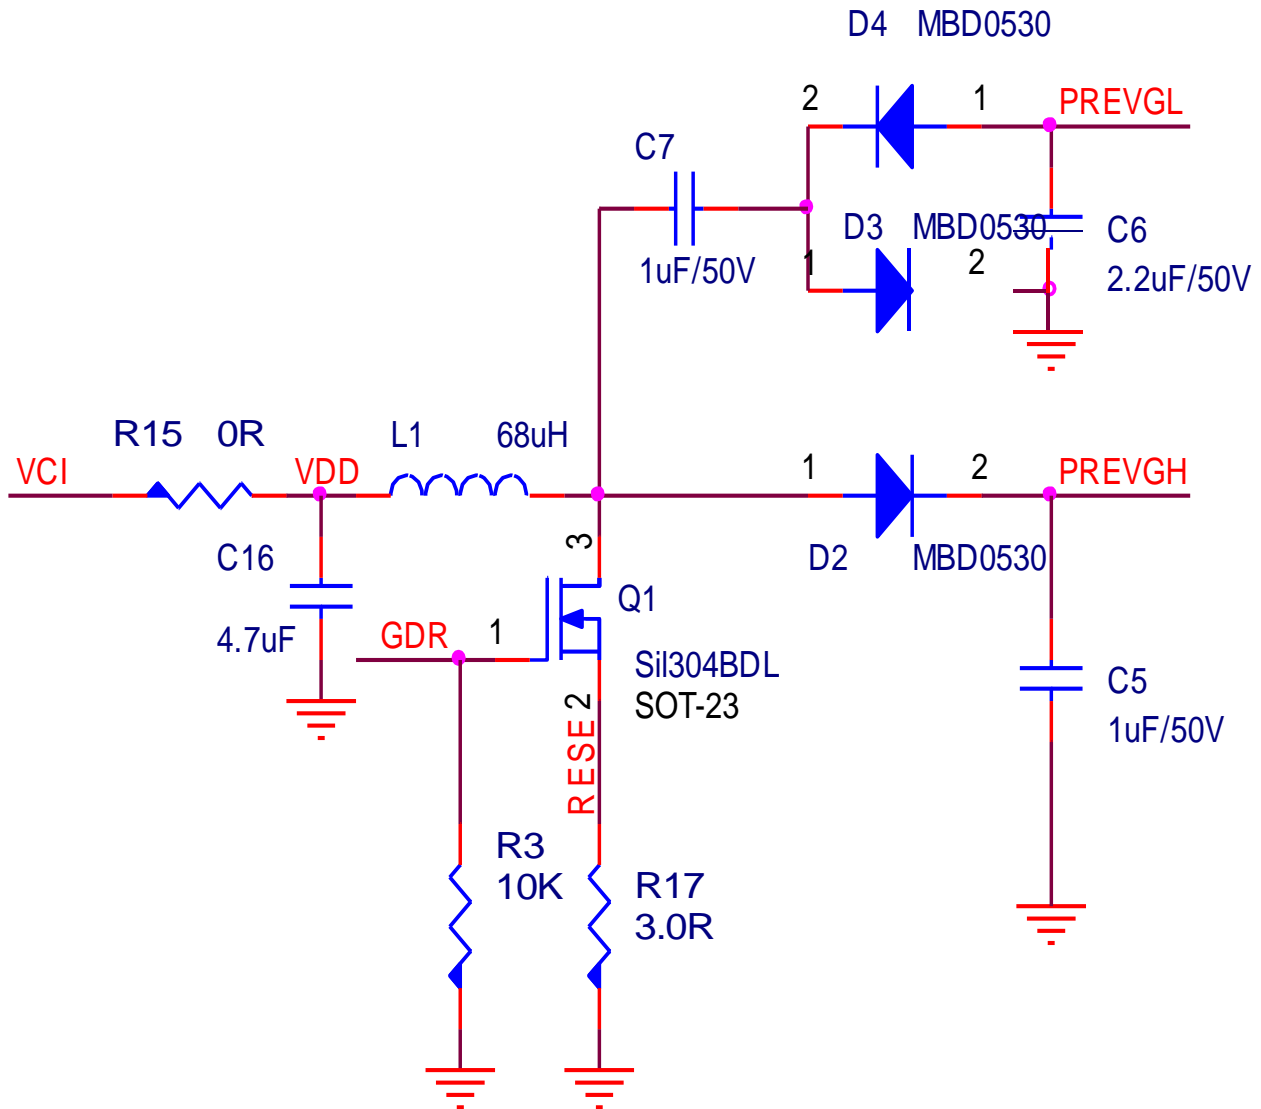 D4 MBD0530
2 1 PREVGL
C7
D3 MBD0530 C6
1 2
1uF/50V 2.2uF/50V
R15 0R L1 68uH
VCI VDD 1 2 PREVGH
3
C16 D2 MBD0530
Q1
4.7uF GDR 1
Sil304BDL C5
2 SOT-23
1uF/50V
RESE
R3
10K R17
3.0R